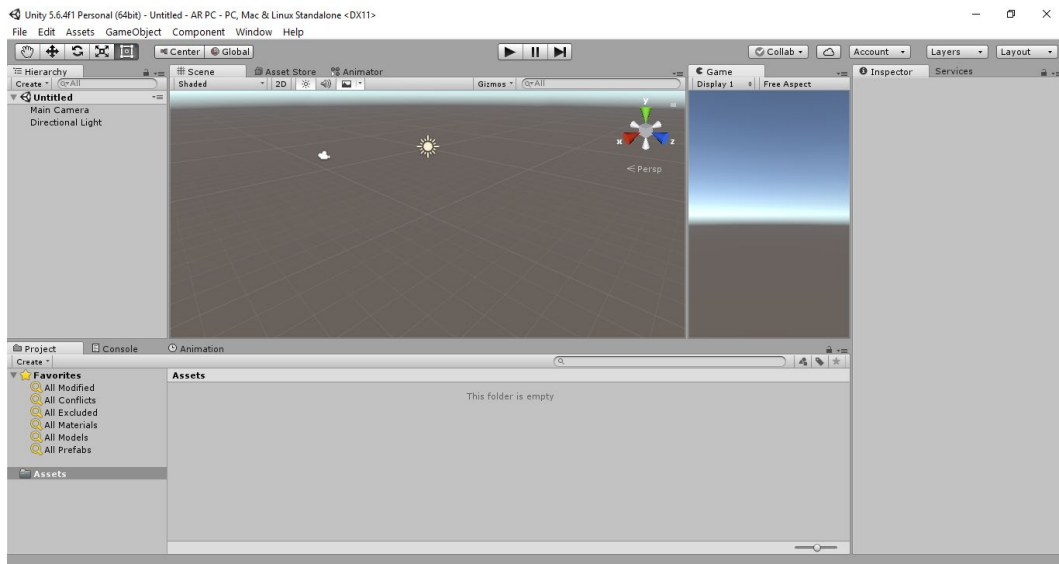 Unity 5.6.4f1 Personal (64bit) - Untitled - AR PC - PC, Mac & Linux Standalone <DX11>
File Edit Assets GameObject Component Window Help
Center Global Collab Account Layers Layout
Hierarchy Scene Asset Store Animator Game Inspector Services
Create All Shaded 2D Gizmos All Display 1 Free Aspect
Untitled
Main Camera
Directional Light
y
x z
Persp
Project Console Animation
Create
Favorites Assets
All Modified This folder is empty
All Conflicts
All Excluded
All Materials
All Models
All Prefabs
Assets